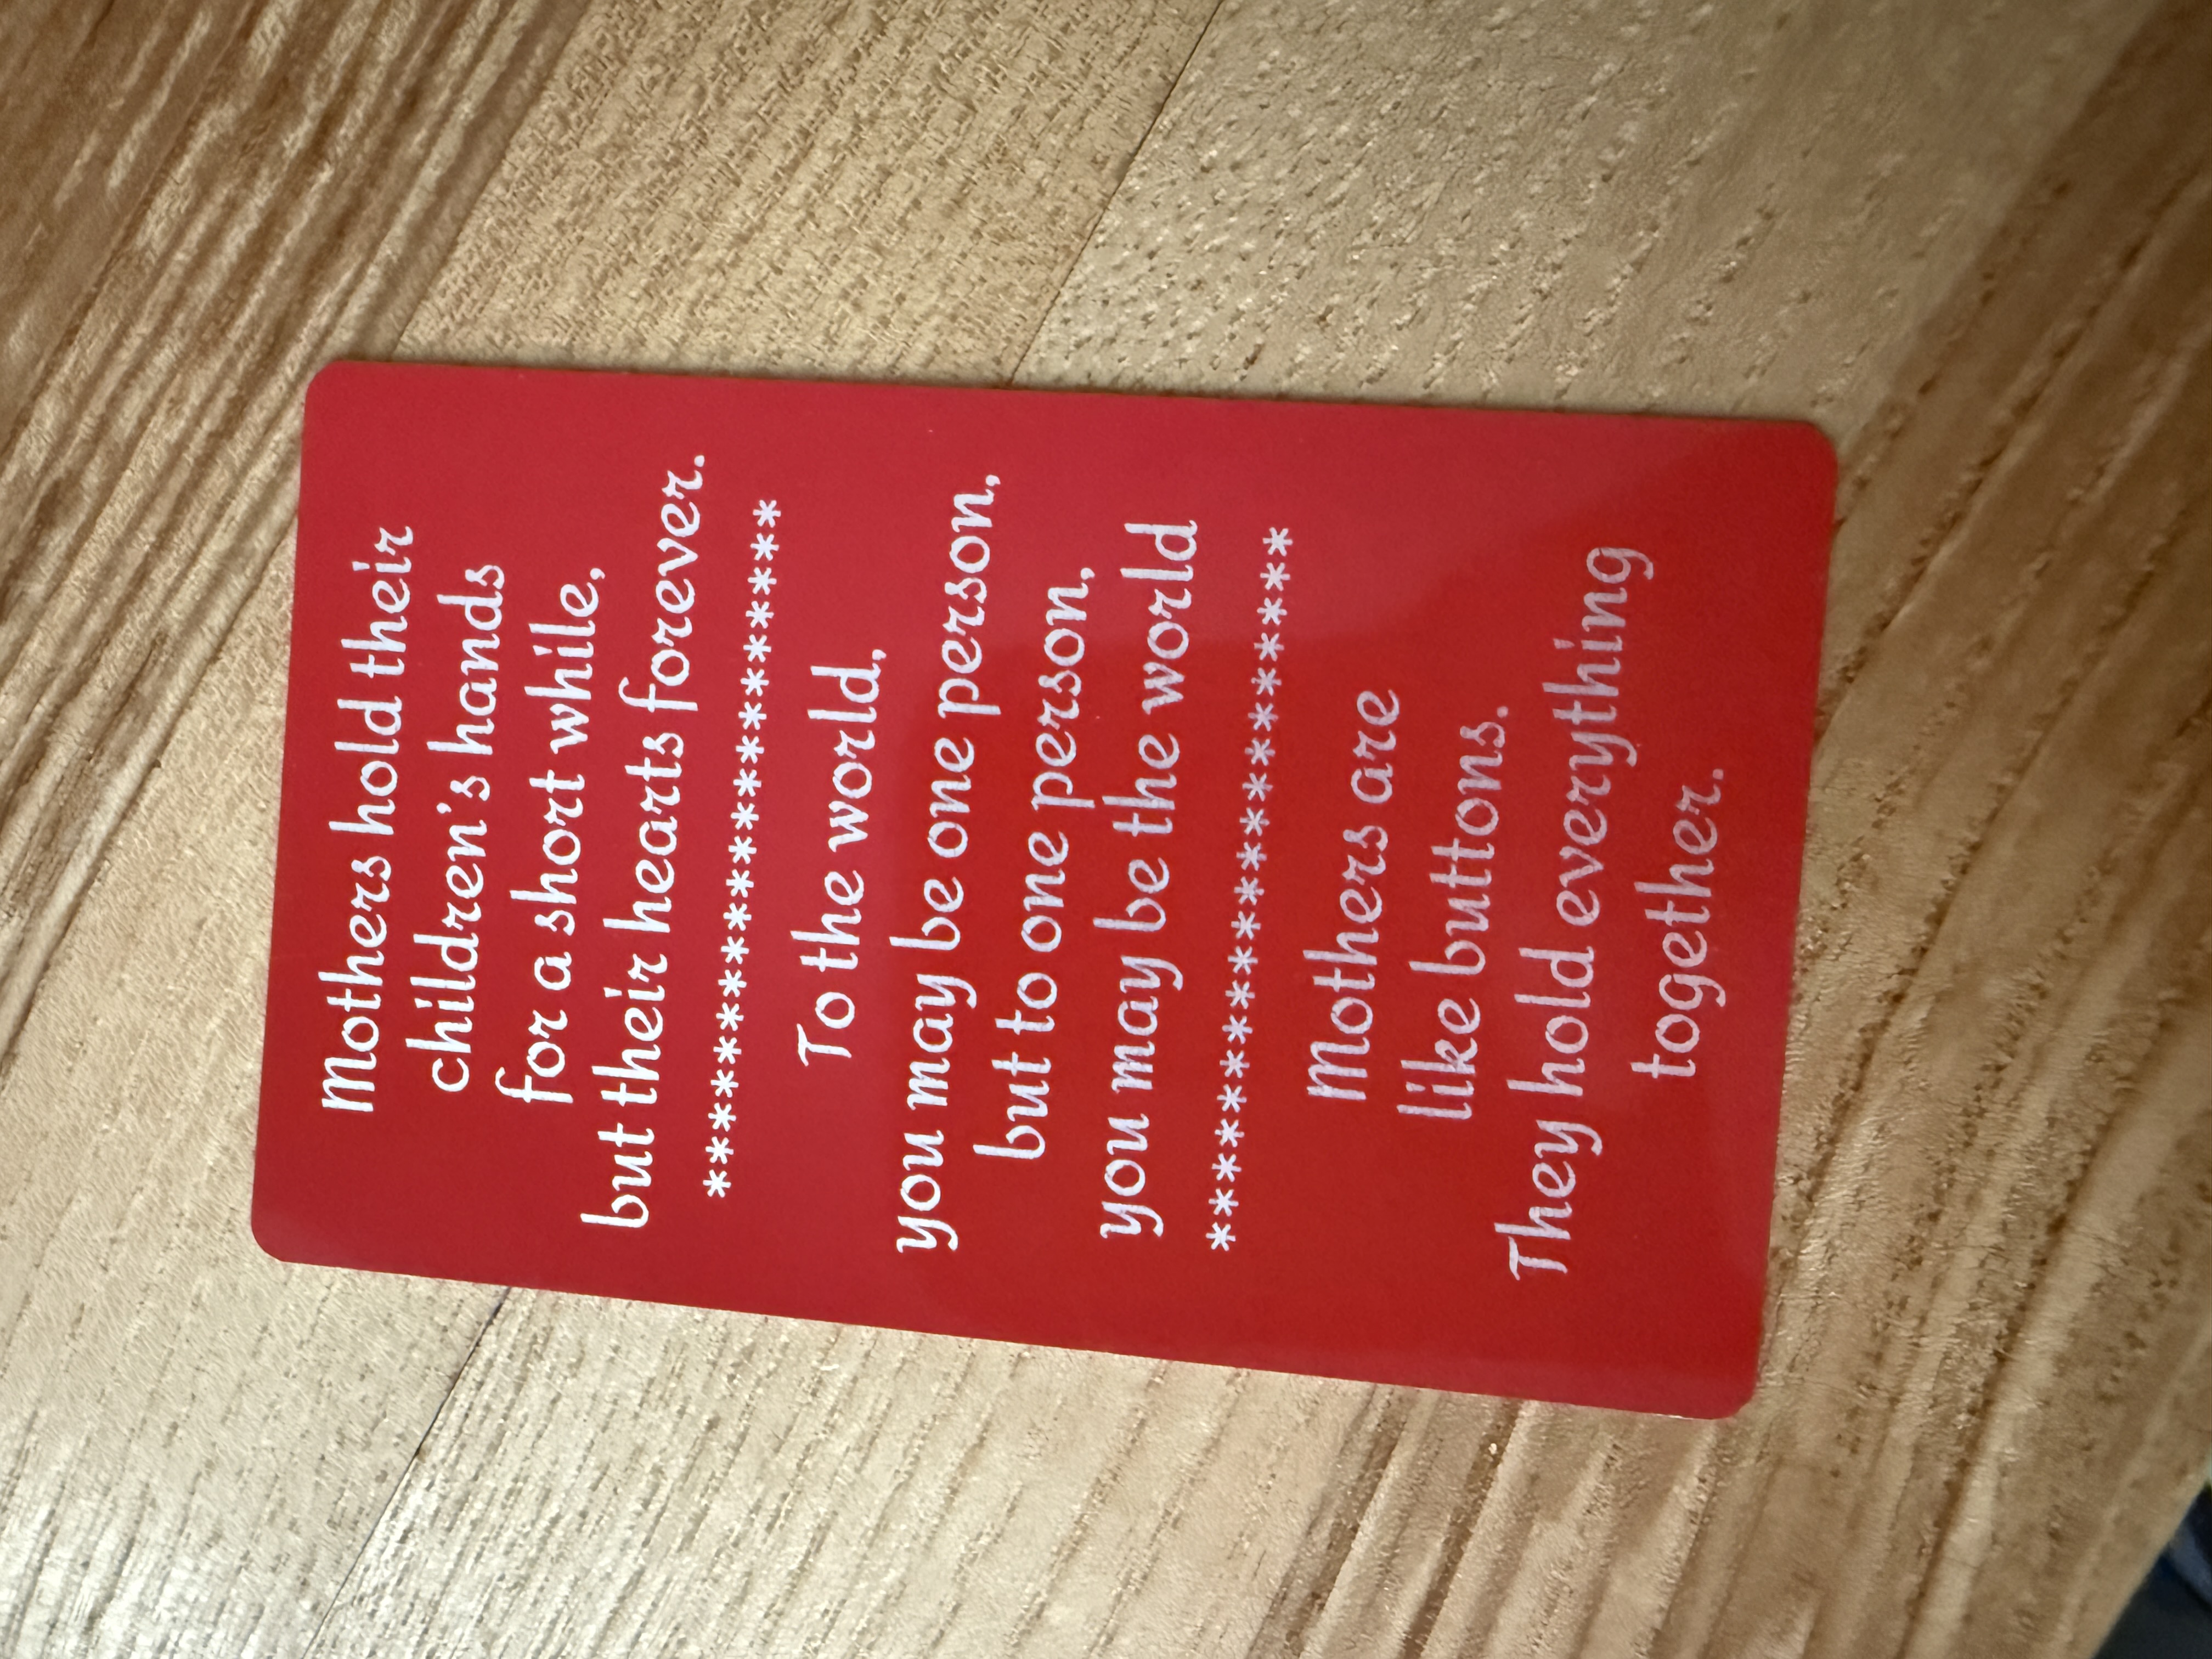 Mothers hold their
children's hands
for a short while,
but their hearts forever.
*********************
To the world,
you may be one person,
but to one person,
you may be the world
*********************
Mothers are
like buttons.
They hold everything
together.